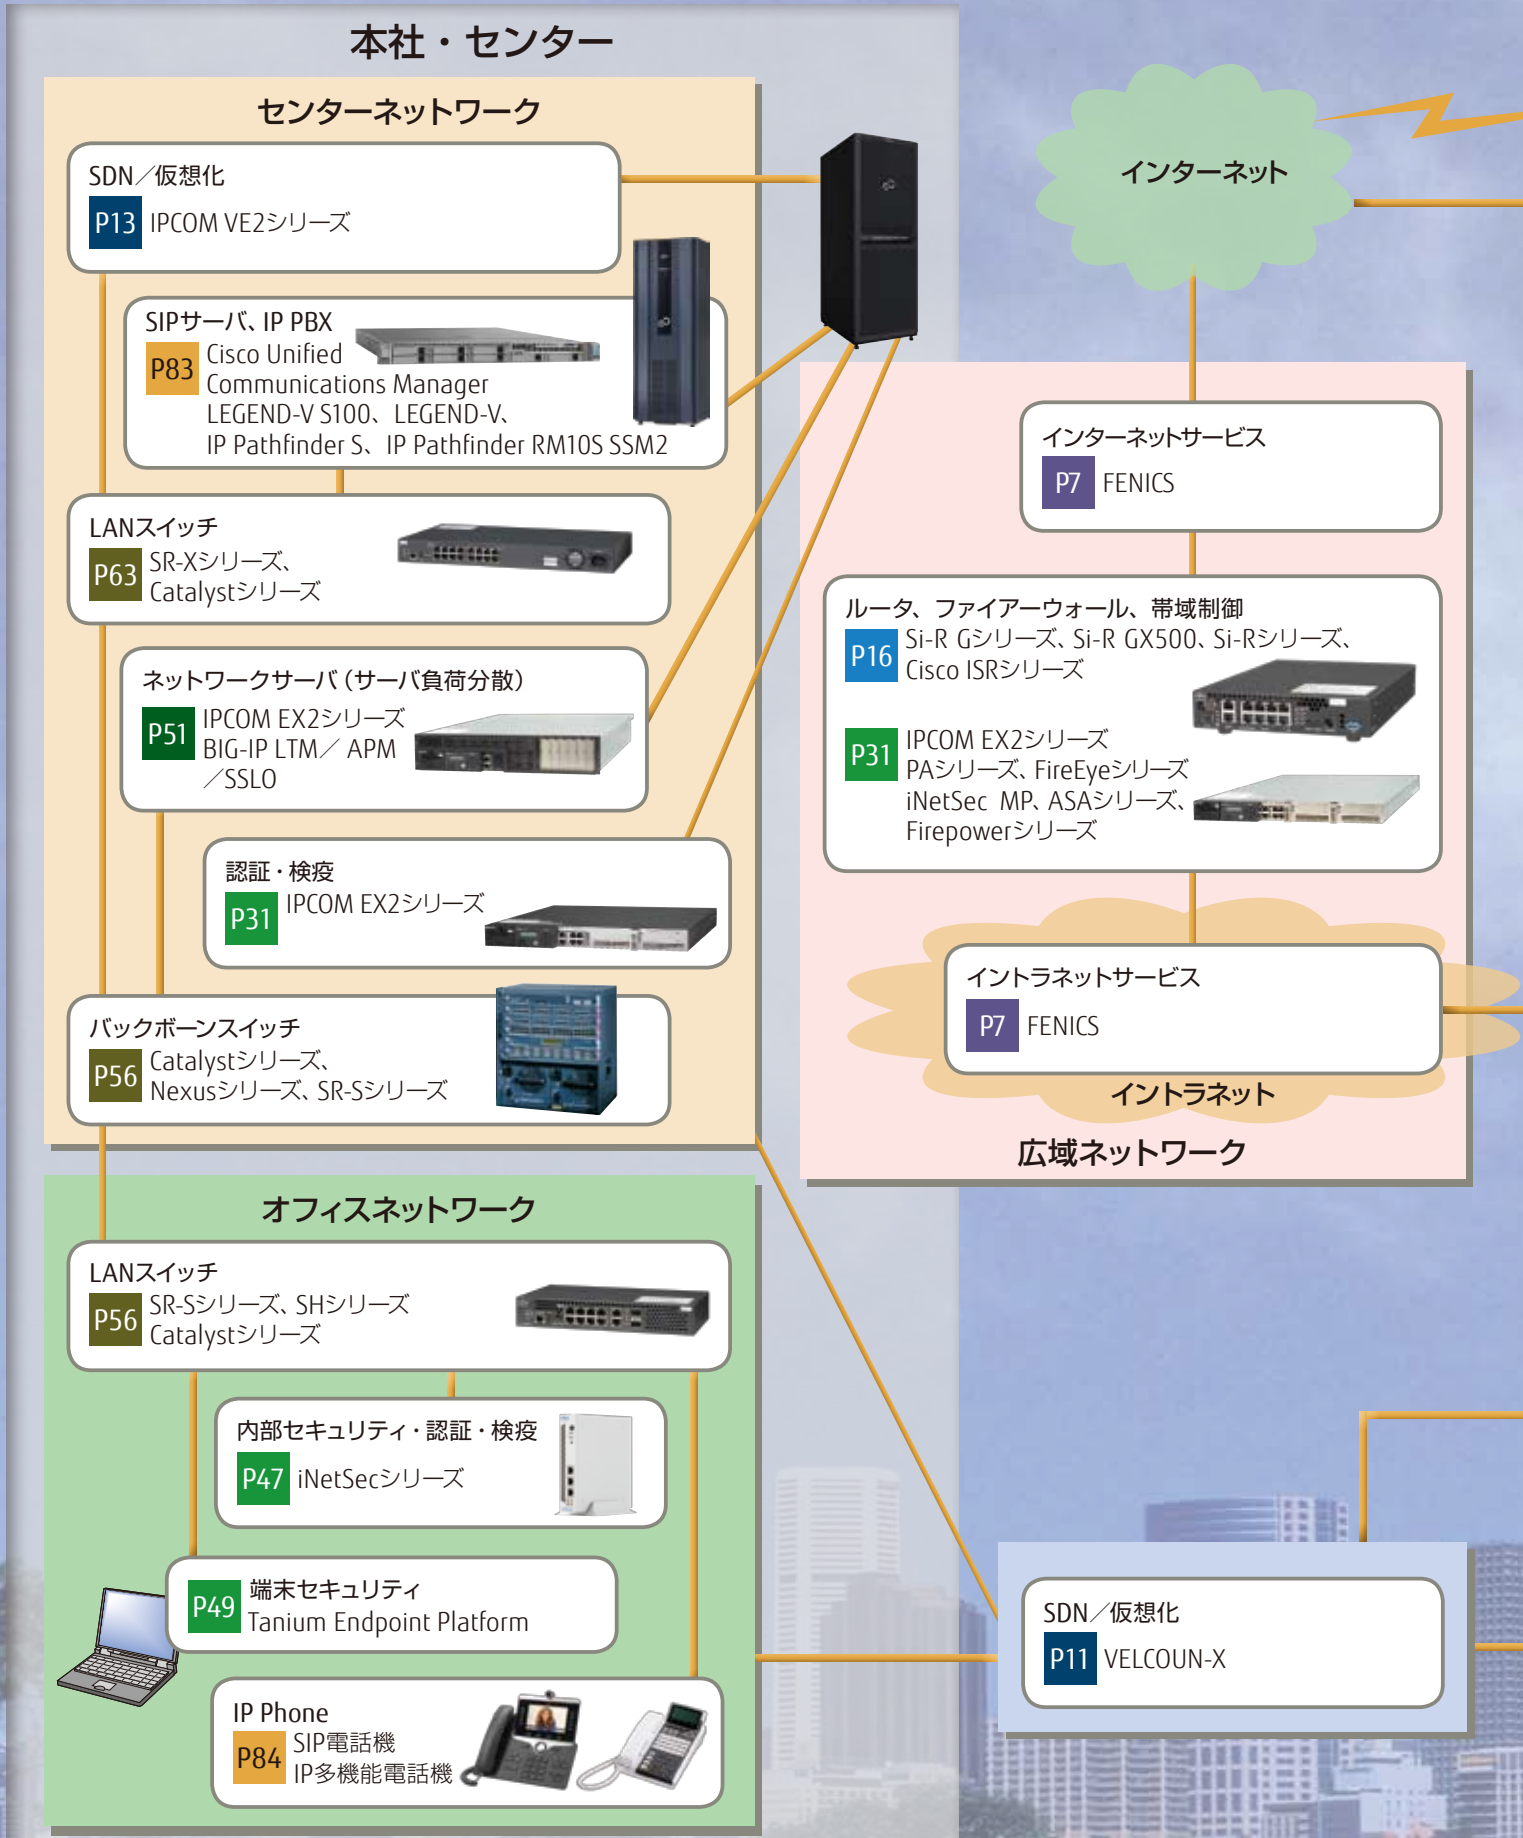 本社・センター
センターネットワーク
SDN／仮想化
P13 IPCOM VE2シリーズ
SIPサーバ、IP PBX
P83 Cisco Unified
Communications Manager
LEGEND-V S100、LEGEND-V、
IP Pathfinder S、IP Pathfinder RM10S SSM2
LANスイッチ
P63 SR-Xシリーズ、
Catalystシリーズ
ネットワークサーバ（サーバ負荷分散）
P51 IPCOM EX2シリーズ
BIG-IP LTM／ APM
／SSLO
認証・検疫
P31 IPCOM EX2シリーズ
バックボーンスイッチ
P56 Catalystシリーズ、
Nexusシリーズ、SR-Sシリーズ
オフィスネットワーク
LANスイッチ
P56 SR-Sシリーズ、SHシリーズ
Catalystシリーズ
内部セキュリティ・認証・検疫
P47 iNetSecシリーズ
P49 端末セキュリティ
Tanium Endpoint Platform
IP Phone
P84 SIP電話機
IP多機能電話機
インターネット
インターネットサービス
P7 FENICS
ルータ、ファイアーウォール、帯域制御
P16 Si-R Gシリーズ、Si-R GX500、Si-Rシリーズ、
Cisco ISRシリーズ
P31 IPCOM EX2シリーズ
PAシリーズ、FireEyeシリーズ
iNetSec MP、ASAシリーズ、
Firepowerシリーズ
イントラネットサービス
P7 FENICS
イントラネット
広域ネットワーク
SDN／仮想化
P11 VELCOUN-X